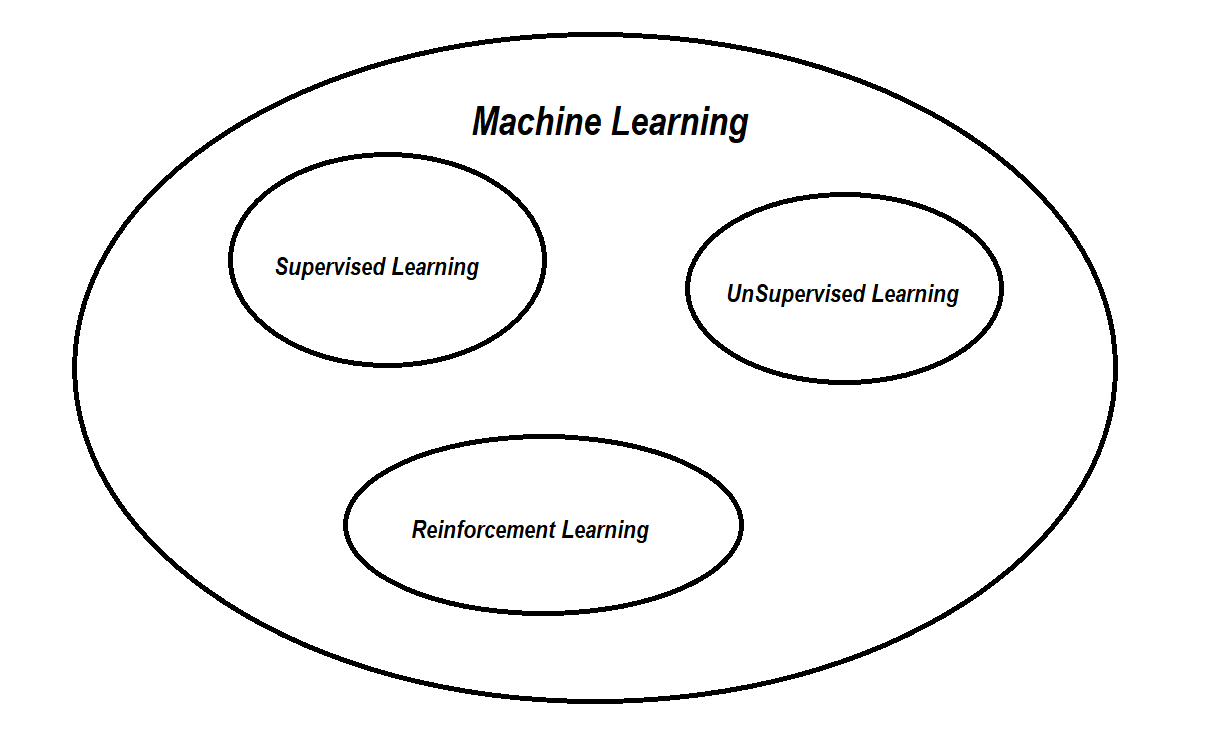 Machine Learning
Supervised Learning
UnSupervised Learning
Reinforcement Learning